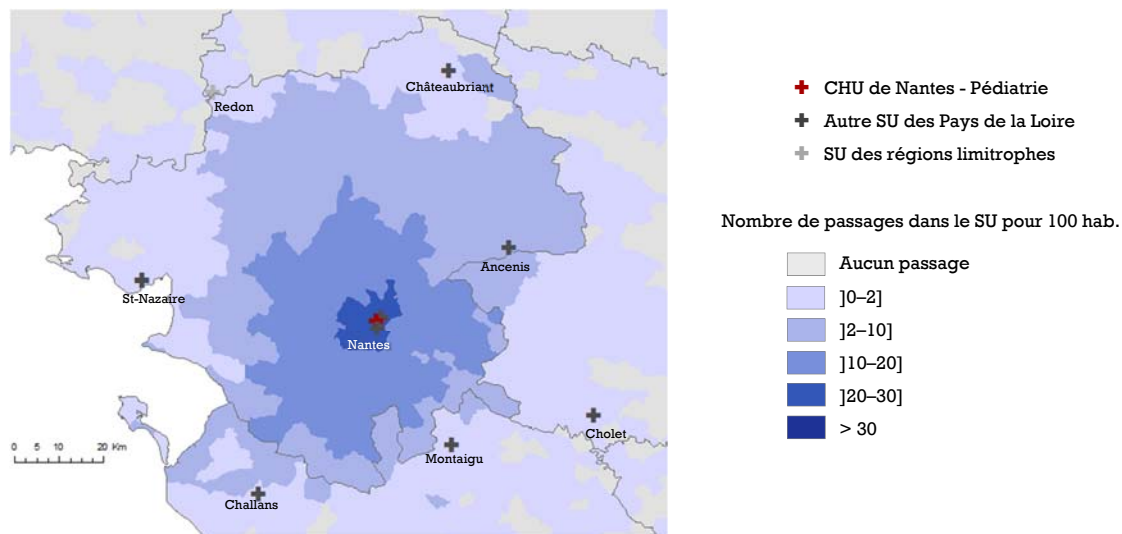 Châteaubriant
Redon
Ancenis
St-Nazaire
Nantes
Cholet
Montaigu
Challans
0 5 10 20 Km
CHU de Nantes - Pédiatrie
Autre SU des Pays de la Loire
SU des régions limitrophes
Nombre de passages dans le SU pour 100 hab.
Aucun passage
]0–2]
]2–10]
]10–20]
]20–30]
> 30